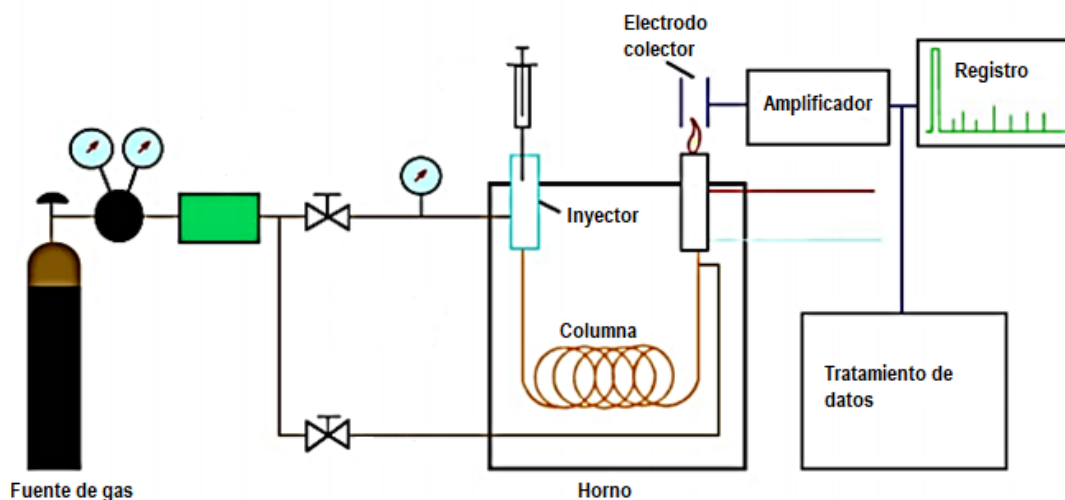 Electrodo
colector
Amplificador
Registro
Inyector
Columna
Tratamiento de
datos
Fuente de gas
Horno